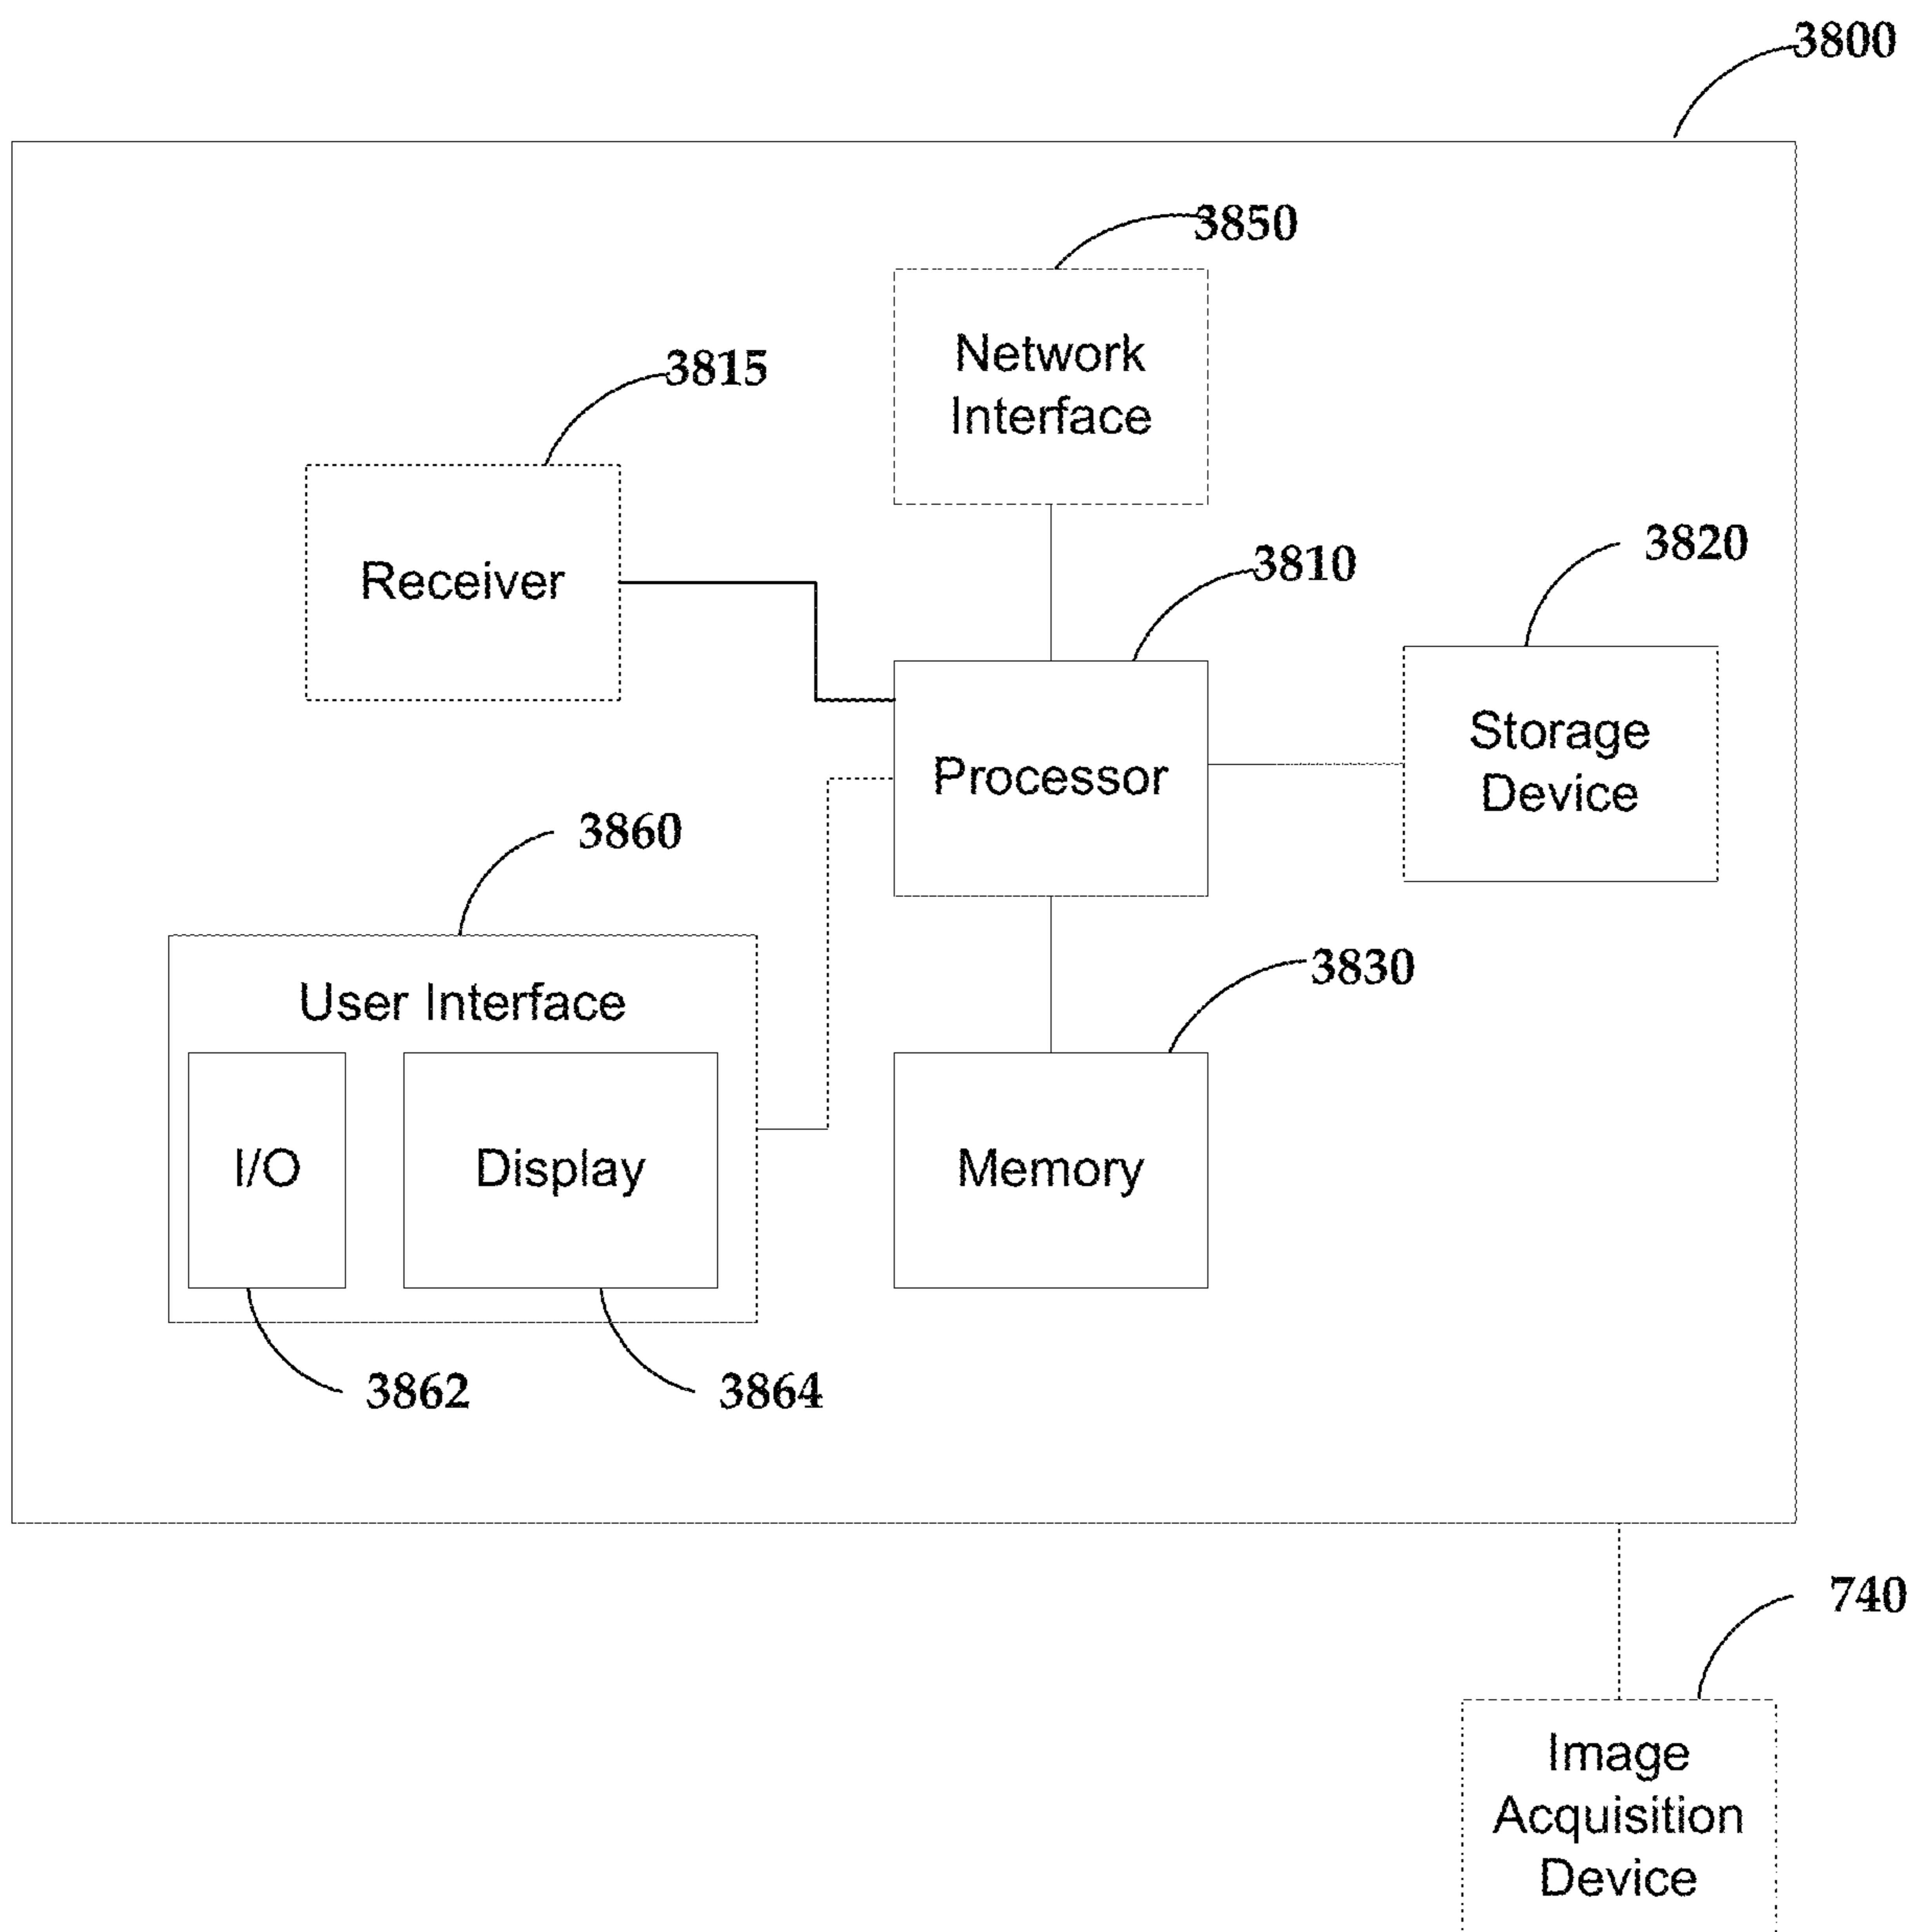 3800
3850
Network
Interface
3815
Receiver
3810
3820
Processor
Storage
Device
3860
User Interface
3830
I/O
Display
Memory
3862
3864
740
Image
Acquisition
Device